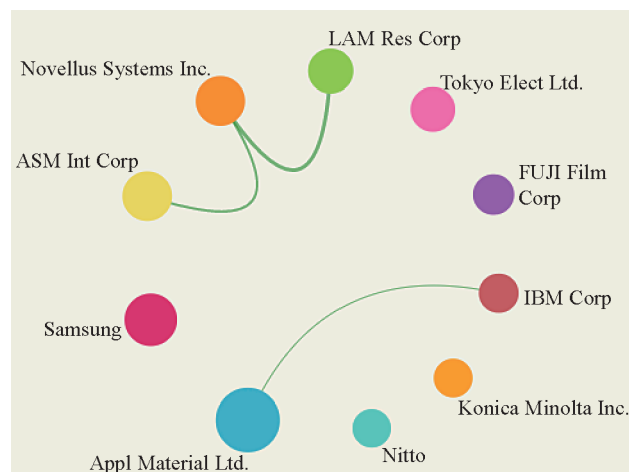 LAM Res Corp
Novellus Systems Inc.
Tokyo Elect Ltd.
ASM Int Corp
FUJI Film
Corp
IBM Corp
Samsung
Konica Minolta Inc.
Nitto
Appl Material Ltd.